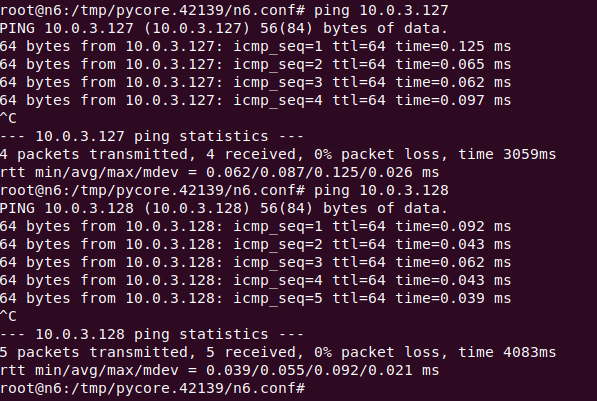 root@n6:/tmp/pycore.42139/n6.conf# ping 10.0.3.127
PING 10.0.3.127 (10.0.3.127) 56(84) bytes of data.
64 bytes from 10.0.3.127: icmp_seq=1 ttl=64 time=0.125 ms
64 bytes from 10.0.3.127: icmp_seq=2 ttl=64 time=0.065 ms
64 bytes from 10.0.3.127: icmp_seq=3 ttl=64 time=0.062 ms
64 bytes from 10.0.3.127: icmp_seq=4 ttl=64 time=0.097 ms
^C
--- 10.0.3.127 ping statistics ---
4 packets transmitted, 4 received, 0% packet loss, time 3059ms
rtt min/avg/max/mdev = 0.062/0.087/0.125/0.026 ms
root@n6:/tmp/pycore.42139/n6.conf# ping 10.0.3.128
PING 10.0.3.128 (10.0.3.128) 56(84) bytes of data.
64 bytes from 10.0.3.128: icmp_seq=1 ttl=64 time=0.092 ms
64 bytes from 10.0.3.128: icmp_seq=2 ttl=64 time=0.043 ms
64 bytes from 10.0.3.128: icmp_seq=3 ttl=64 time=0.062 ms
64 bytes from 10.0.3.128: icmp_seq=4 ttl=64 time=0.043 ms
64 bytes from 10.0.3.128: icmp_seq=5 ttl=64 time=0.039 ms
^C
--- 10.0.3.128 ping statistics ---
5 packets transmitted, 5 received, 0% packet loss, time 4083ms
rtt min/avg/max/mdev = 0.039/0.055/0.092/0.021 ms
root@n6:/tmp/pycore.42139/n6.conf#